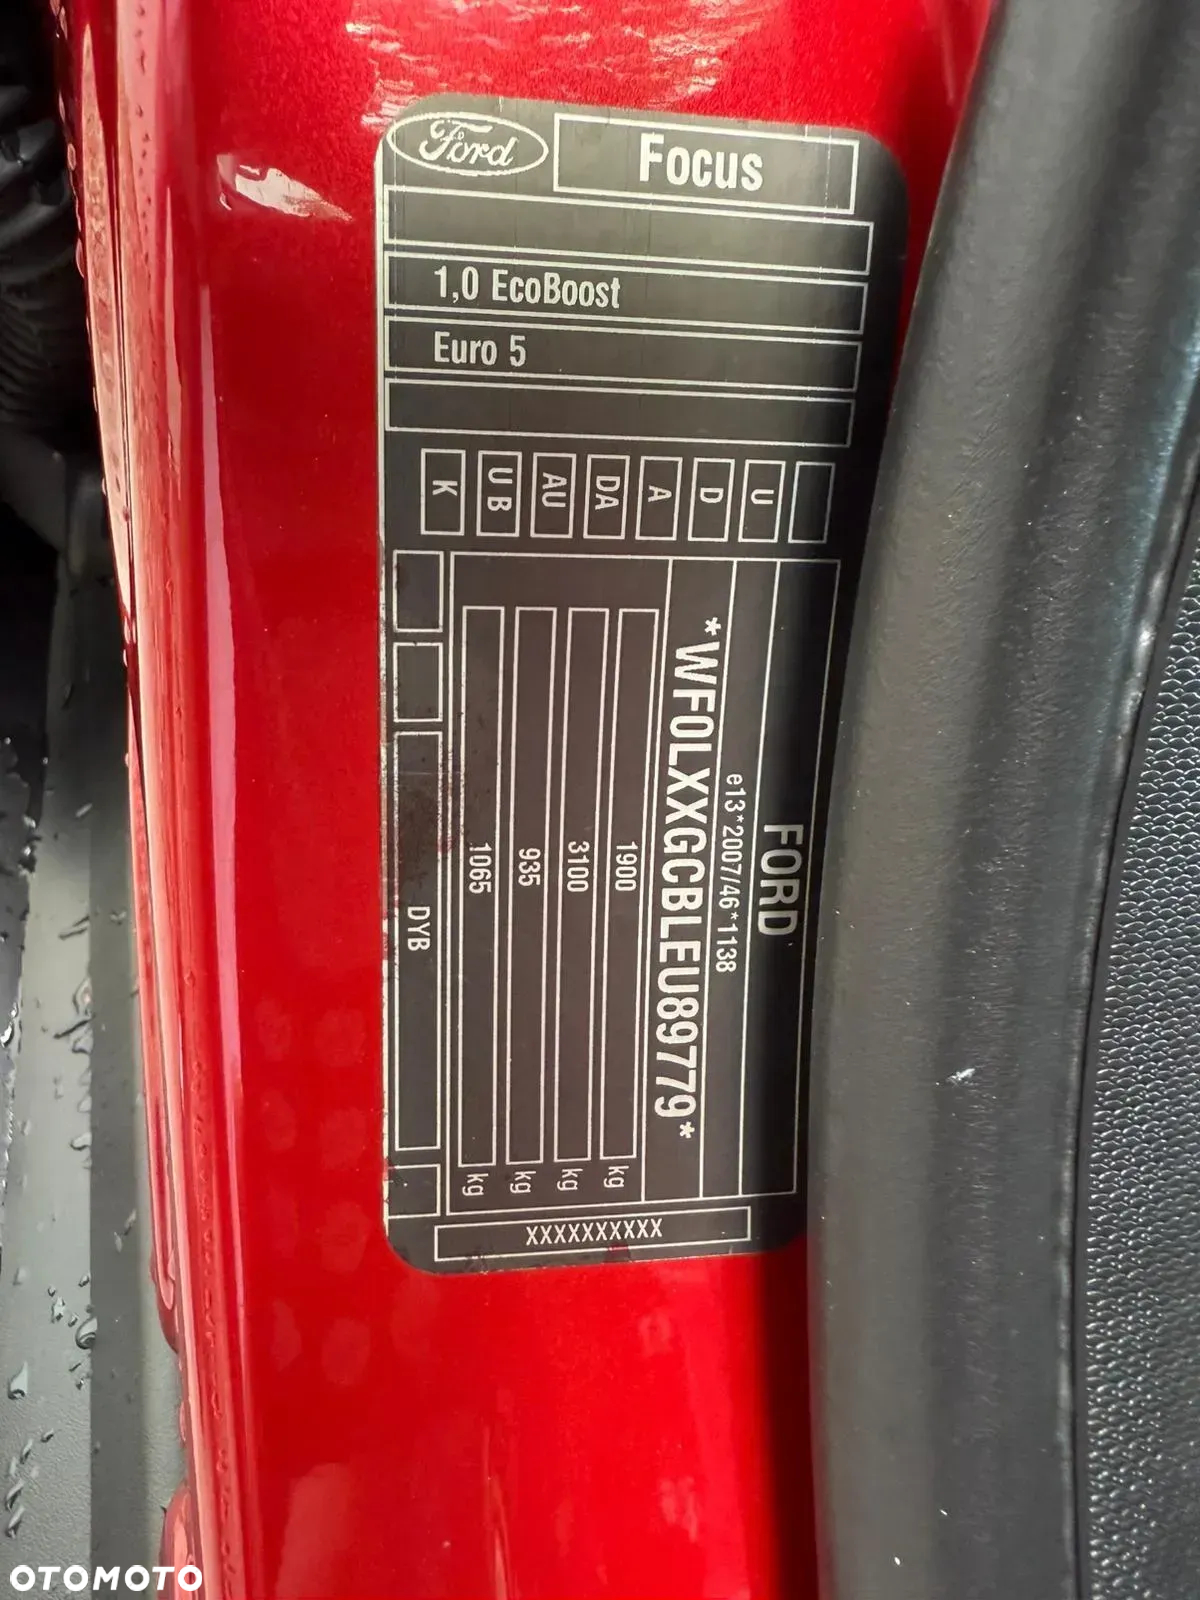 Ford
Focus
1,0 EcoBoost
Euro 5
K
UB
AU
DA
A
D
U
FORD
e13*2007/46*1138
*WF0LXXGCBLEU89779*
1900 kg
3100 kg
935 kg
1065 kg
DYB
XXXXXXXXXX
OTOMOTO